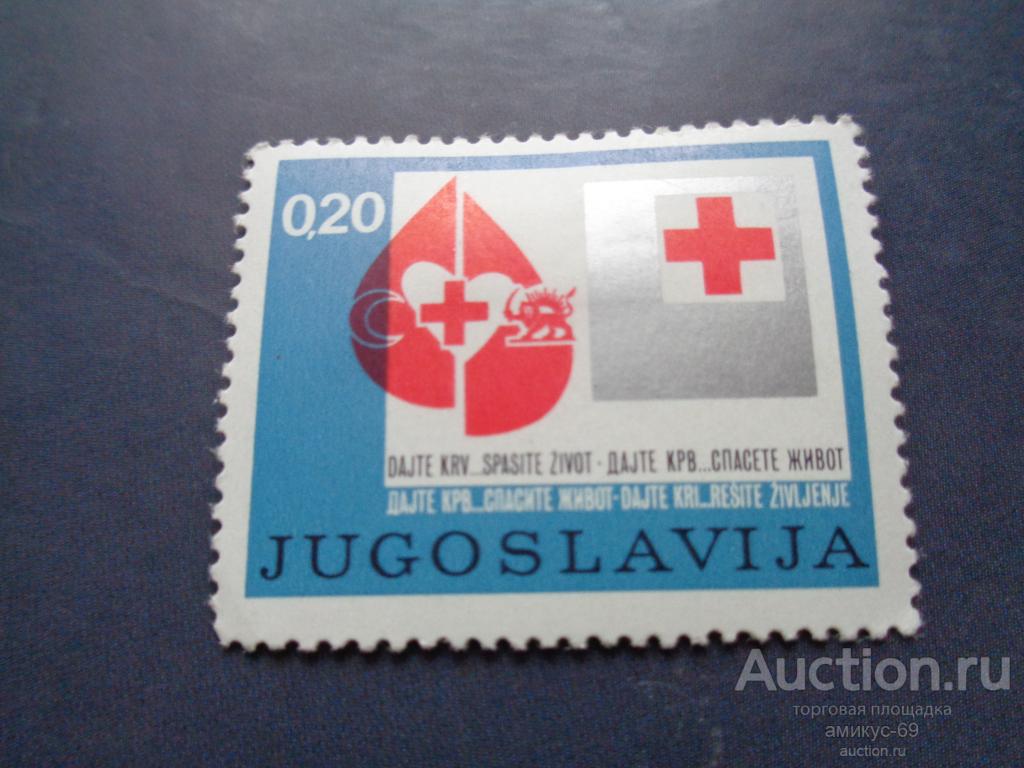 0,20
DAJTE KRV...SPASITE ŽIVOT · ДАЈТЕ КРВ...СПАСЕТЕ ЖИВОТ
ДАЈТЕ КРВ...СПАСИТЕ ЖИВОТ · DAJTE KRI...REŠITE ŽIVLJENJE
JUGOSLAVIJA
Auction.ru
торговая площадка
амикус-69
auction.ru